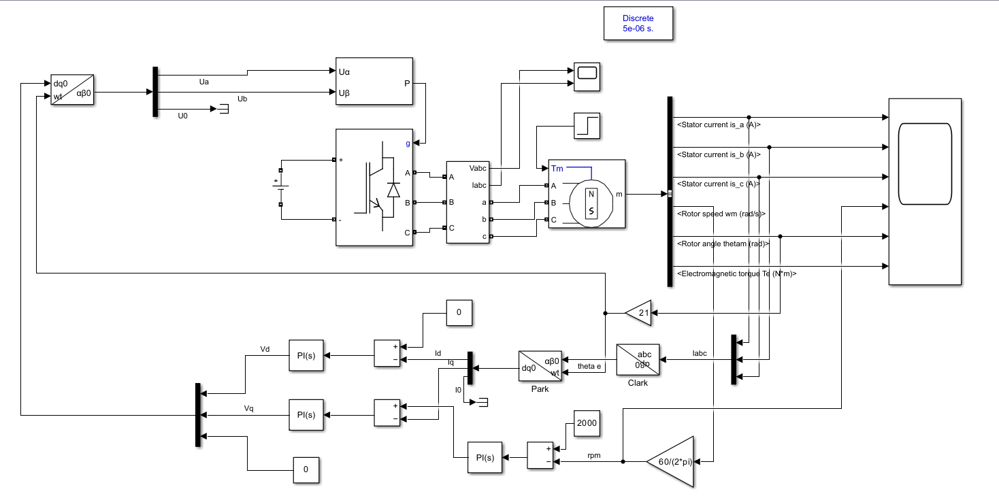 Discrete
5e-06 s.
dq0
wt
αβ0
Ua
Ub
U0
Uα
Uβ
P
g
+
-
A
B
C
+
A
B
C
Vabc
Iabc
a
b
c
Tm
A
B
C
N
S
m
<Stator current is_a (A)>
<Stator current is_b (A)>
<Stator current is_c (A)>
<Rotor speed wm (rad/s)>
<Rotor angle thetam (rad)>
<Electromagnetic torque Te (N*m)>
21
0
Vd
PI(s)
+
−
Id
Iq
I0
dq0
αβ0
wt
Park
theta e
abc
Clark
Iabc
Vq
PI(s)
+
−
2000
PI(s)
+
−
rpm
60/(2*pi)
0